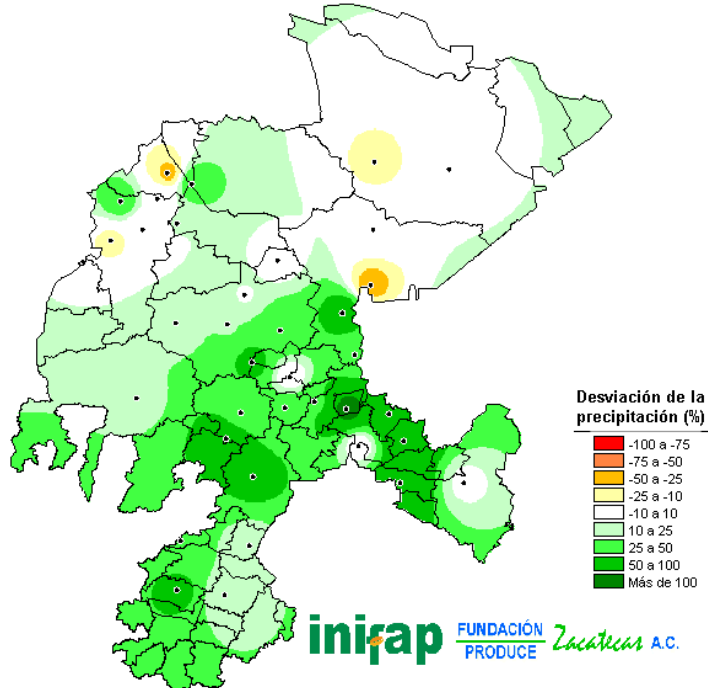 Desviación de la
precipitación (%)
-100 a -75
-75 a -50
-50 a -25
-25 a -10
-10 a 10
10 a 25
25 a 50
50 a 100
Más de 100
inifap
FUNDACIÓN
PRODUCE
Zacatecas A.C.